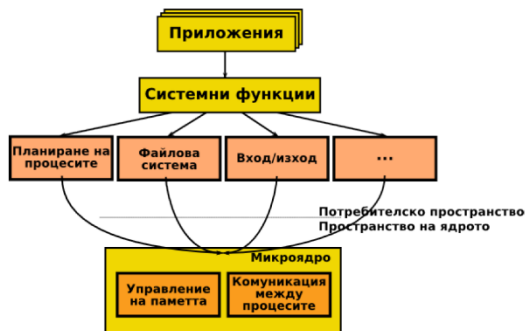 Приложения
Системни функции
Планиране на
процесите
Файлова
система
Вход/изход
...
Потребителско пространство
Пространство на ядрото
Микроядро
Управление
на паметта
Комуникация
между
процесите